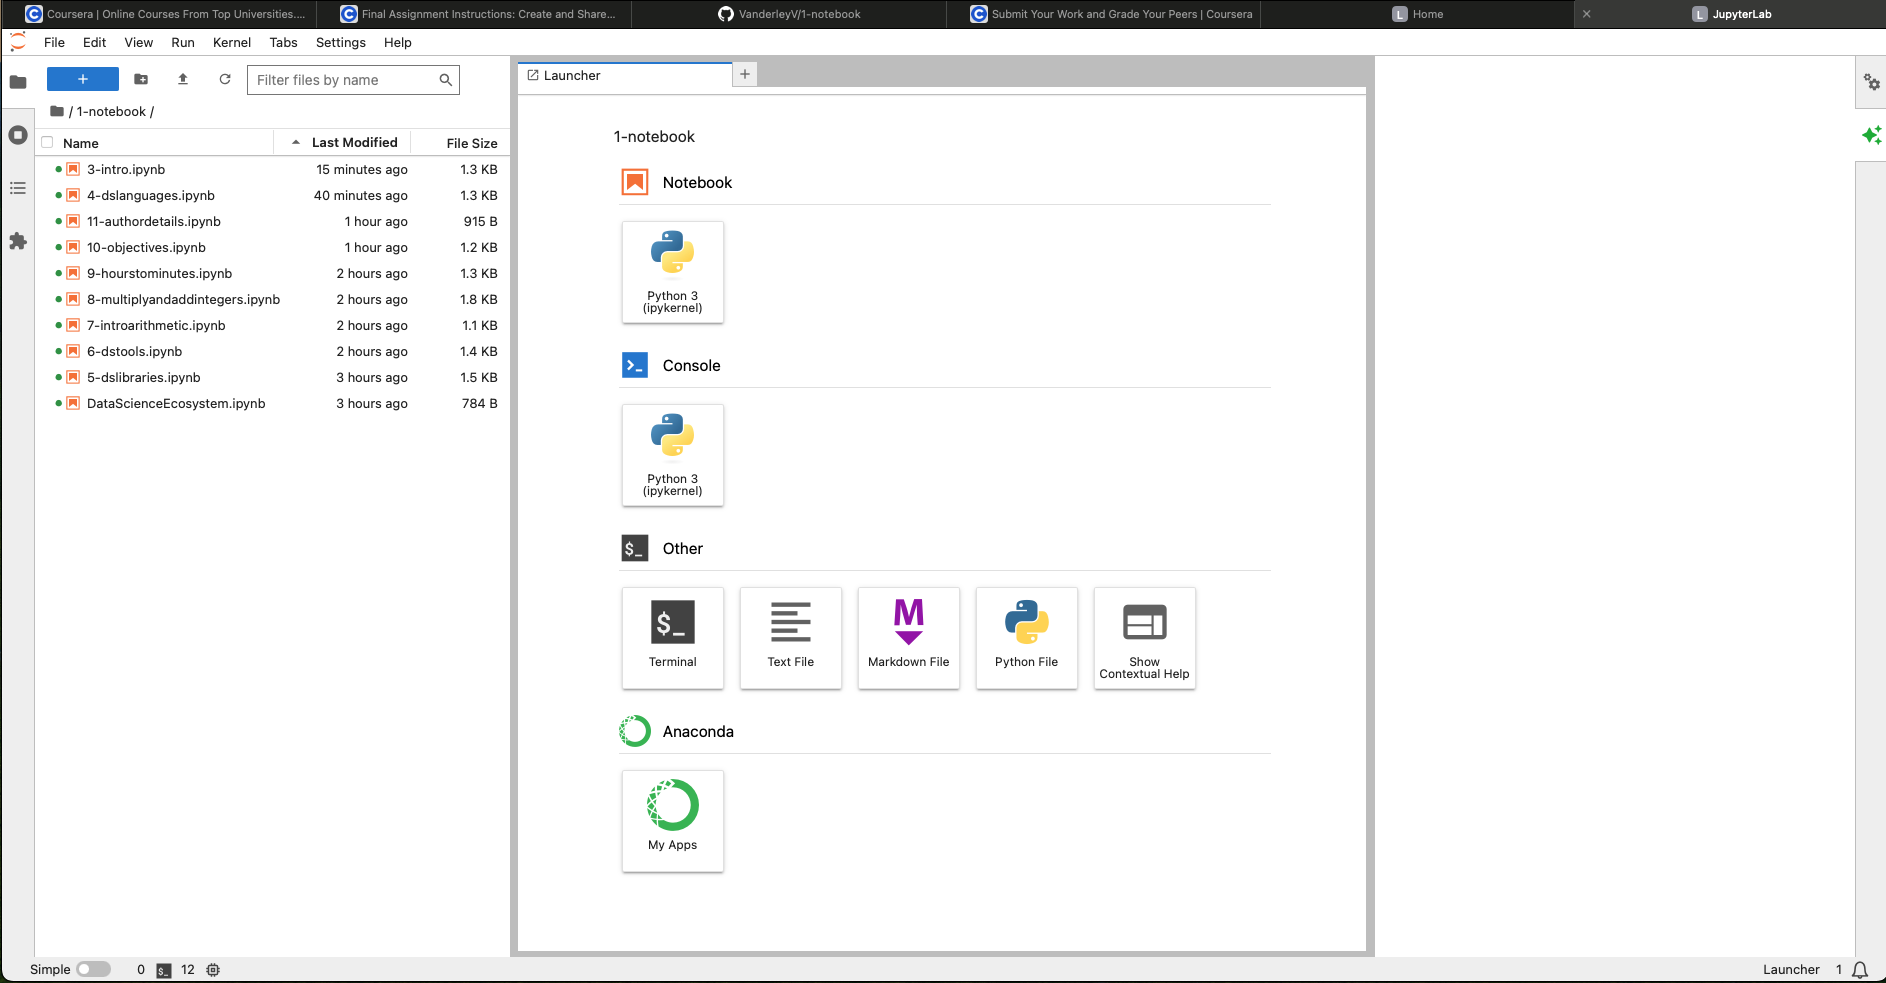 Coursera | Online Courses From Top Universities....
Final Assignment Instructions: Create and Share...
VanderleyV/1-notebook
Submit Your Work and Grade Your Peers | Coursera
L Home
L JupyterLab
File Edit View Run Kernel Tabs Settings Help
Filter files by name
/ 1-notebook /
Name Last Modified File Size
3-intro.ipynb 15 minutes ago 1.3 KB
4-dslanguages.ipynb 40 minutes ago 1.3 KB
11-authordetails.ipynb 1 hour ago 915 B
10-objectives.ipynb 1 hour ago 1.2 KB
9-hourstominutes.ipynb 2 hours ago 1.3 KB
8-multiplyandaddintegers.ipynb 2 hours ago 1.8 KB
7-introarithmetic.ipynb 2 hours ago 1.1 KB
6-dstools.ipynb 2 hours ago 1.4 KB
5-dslibraries.ipynb 3 hours ago 1.5 KB
DataScienceEcosystem.ipynb 3 hours ago 784 B
Launcher
1-notebook
Notebook
Python 3
(ipykernel)
Console
Python 3
(ipykernel)
$_ Other
$_
Terminal
Text File
M
Markdown File
Python File
Show
Contextual Help
Anaconda
My Apps
Simple 0 $_ 12
Launcher 1